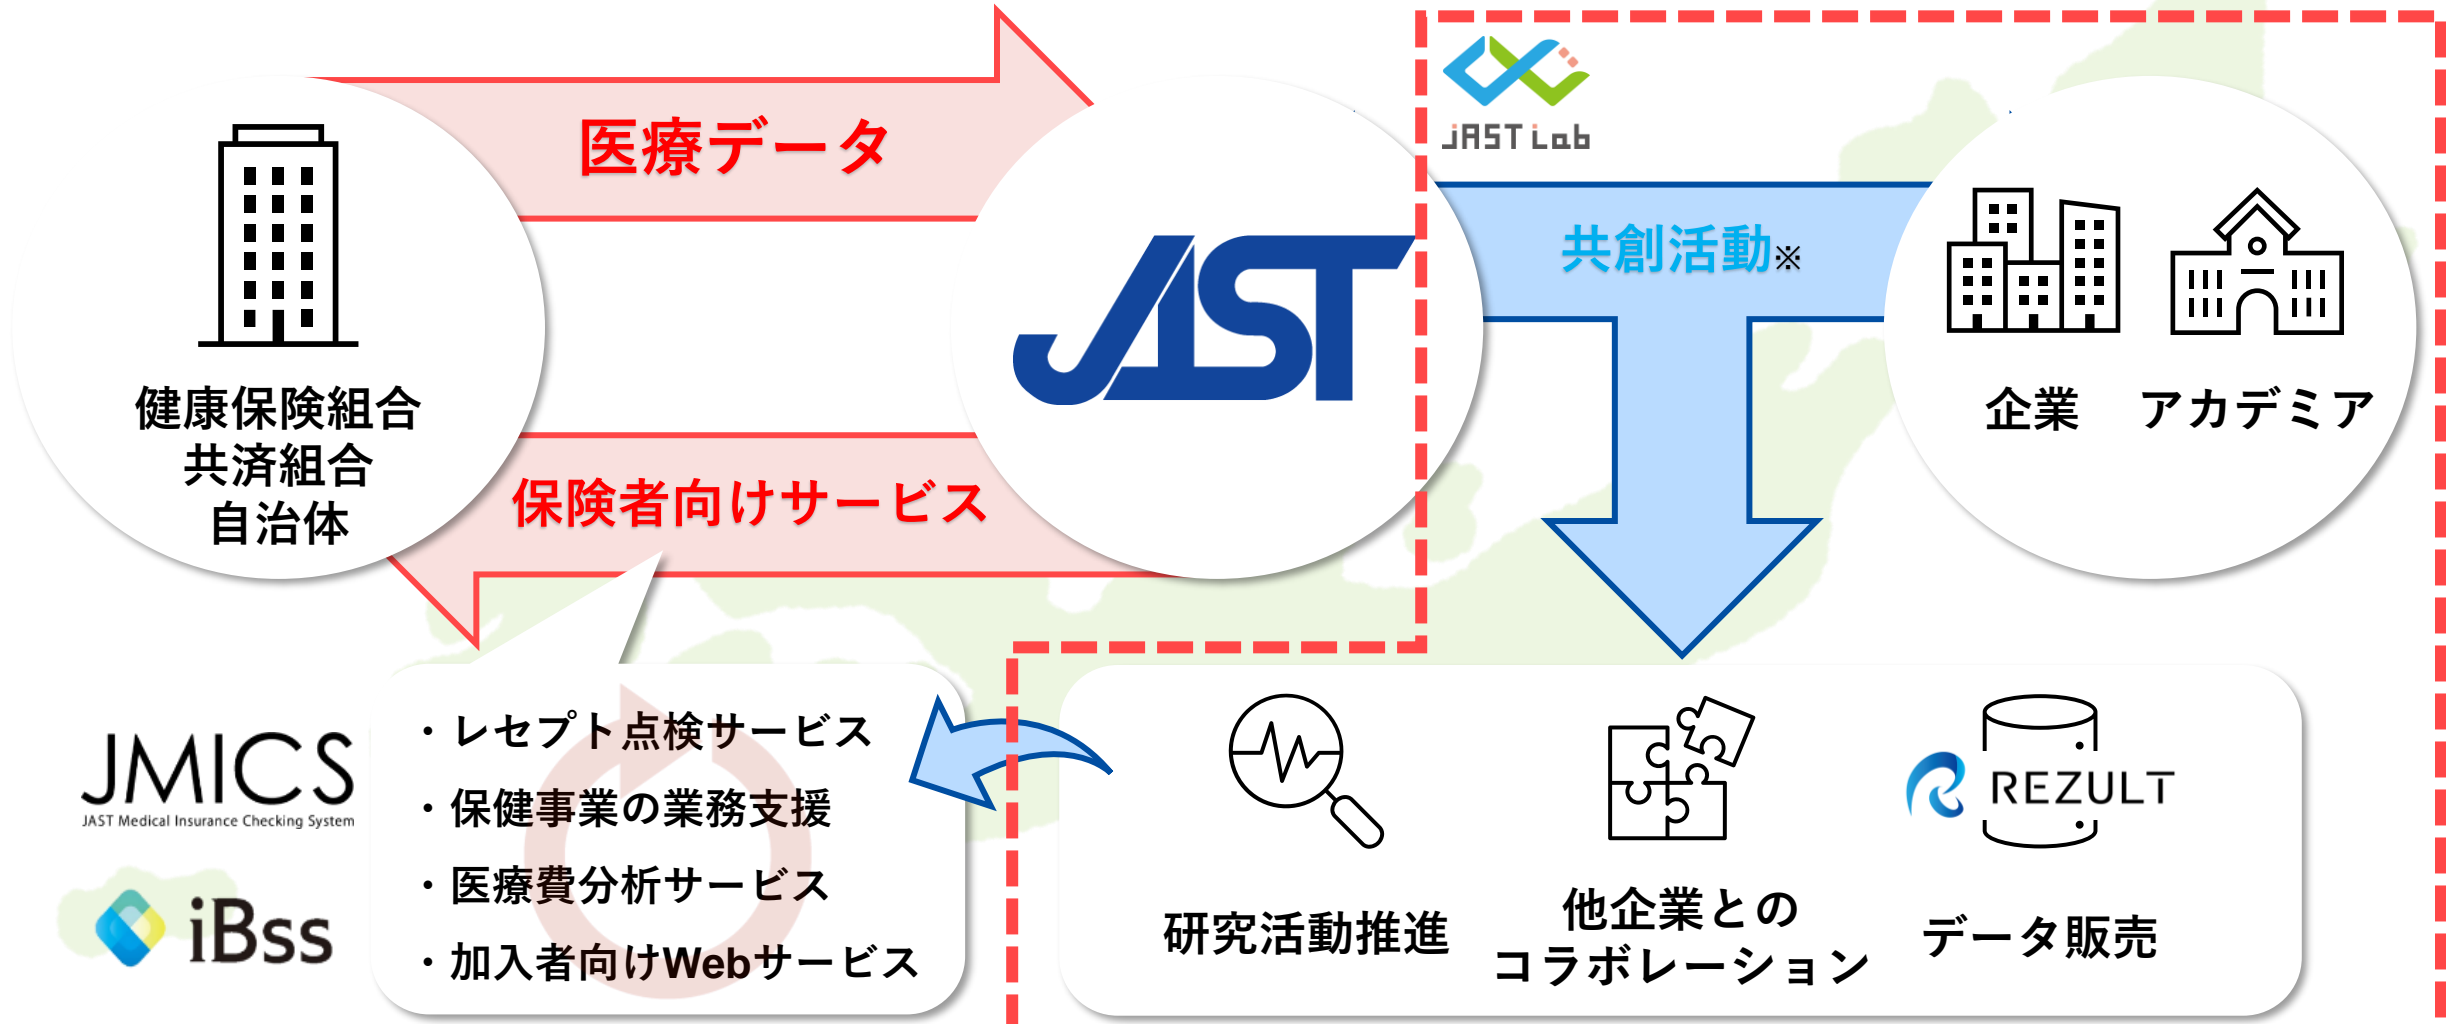 医療データ
JAST Lab
共創活動※
JAST
健康保険組合
共済組合
自治体
企業
アカデミア
保険者向けサービス
JMICS
JAST Medical Insurance Checking System
iBss
・レセプト点検サービス
・保健事業の業務支援
・医療費分析サービス
・加入者向けWebサービス
研究活動推進
他企業との
コラボレーション
REZULT
データ販売